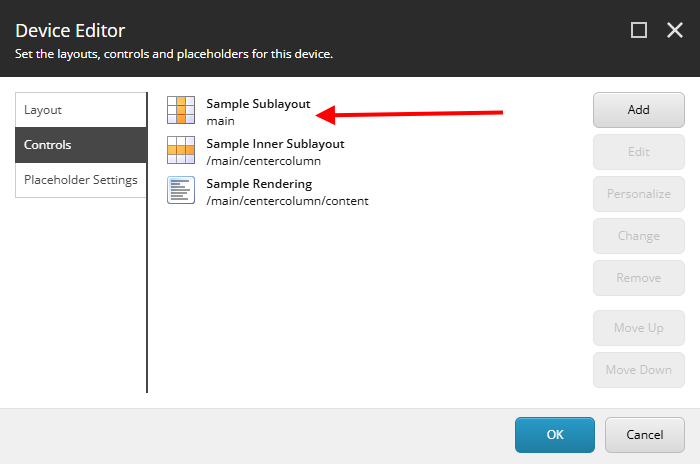 Device Editor
Set the layouts, controls and placeholders for this device.
Layout
Controls
Placeholder Settings
Sample Sublayout
main
Sample Inner Sublayout
/main/centercolumn
Sample Rendering
/main/centercolumn/content
Add
Edit
Personalize
Change
Remove
Move Up
Move Down
OK
Cancel